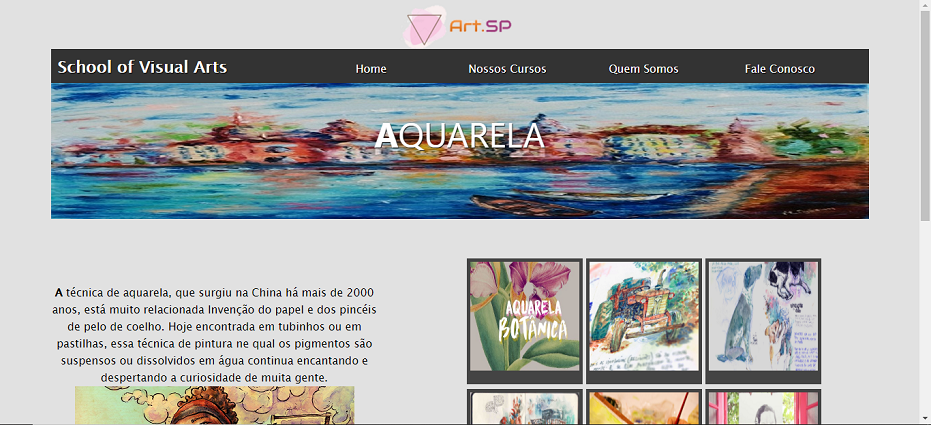 Art.SP
School of Visual Arts Home Nossos Cursos Quem Somos Fale Conosco
AQUARELA
A técnica de aquarela, que surgiu na China há mais de 2000
anos, está muito relacionada Invenção do papel e dos pincéis
de pelo de coelho. Hoje encontrada em tubinhos ou em
pastilhas, essa técnica de pintura ne qual os pigmentos são
suspensos ou dissolvidos em água continua encantando e
despertando a curiosidade de muita gente.
AQUARELA
BOTÂNICA